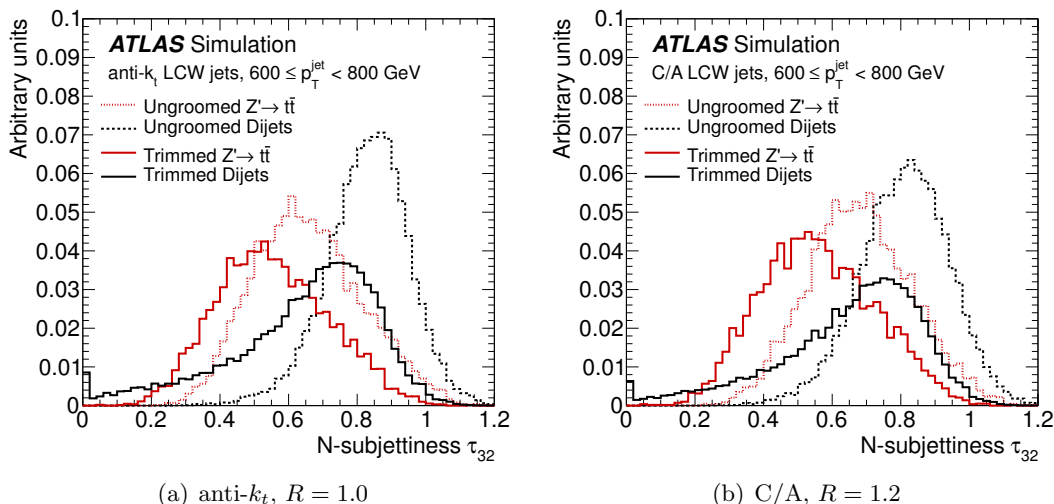 0.1
0.09
0.08
0.07
0.06
0.05
0.04
0.03
0.02
0.01
0
Arbitrary units
ATLAS Simulation
anti-kₜ LCW jets, 600 ≤ p_T^jet < 800 GeV
Ungroomed Z'→ tt̄
Ungroomed Dijets
Trimmed Z'→ tt̄
Trimmed Dijets
0 0.2 0.4 0.6 0.8 1 1.2
N-subjettiness τ₃₂
(a) anti-kₜ, R = 1.0
0.1
0.09
0.08
0.07
0.06
0.05
0.04
0.03
0.02
0.01
0
Arbitrary units
ATLAS Simulation
C/A LCW jets, 600 ≤ p_T^jet < 800 GeV
Ungroomed Z'→ tt̄
Ungroomed Dijets
Trimmed Z'→ tt̄
Trimmed Dijets
0 0.2 0.4 0.6 0.8 1 1.2
N-subjettiness τ₃₂
(b) C/A, R = 1.2